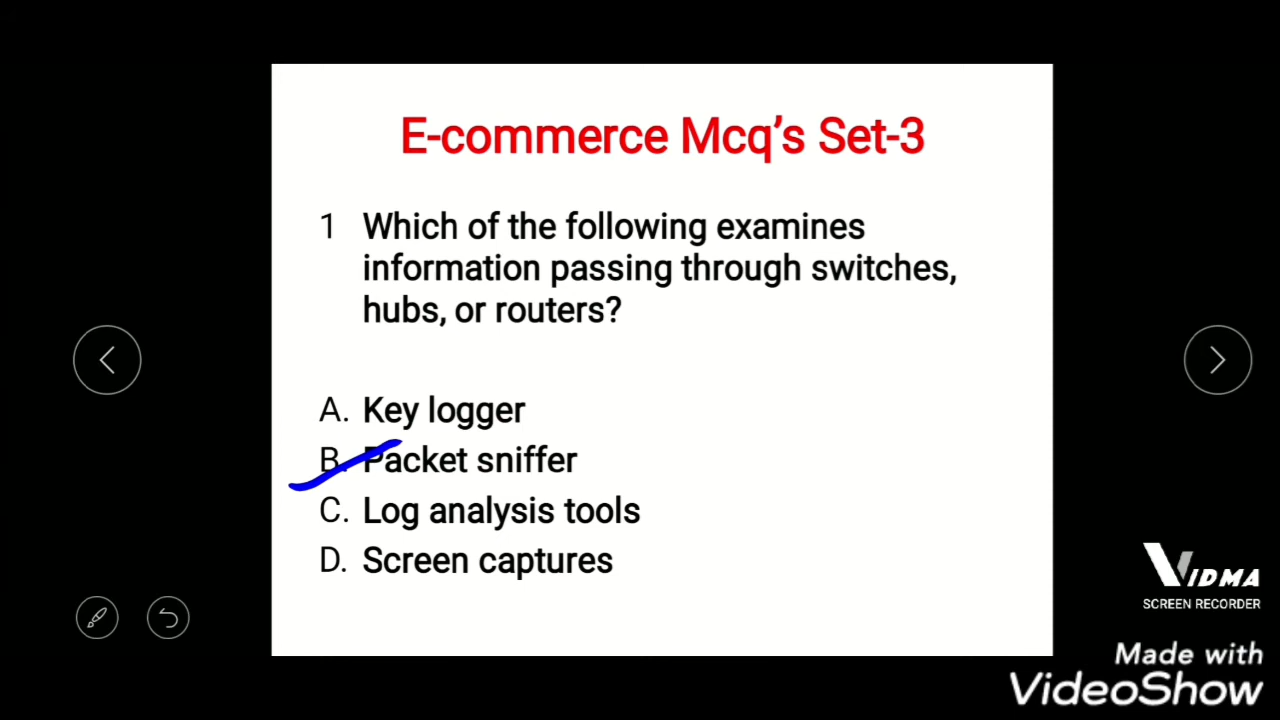 E-commerce Mcq's Set-3
1 Which of the following examines
information passing through switches,
hubs, or routers?
A. Key logger
B. Packet sniffer
C. Log analysis tools
D. Screen captures
VIDMA
SCREEN RECORDER
Made with
VideoShow